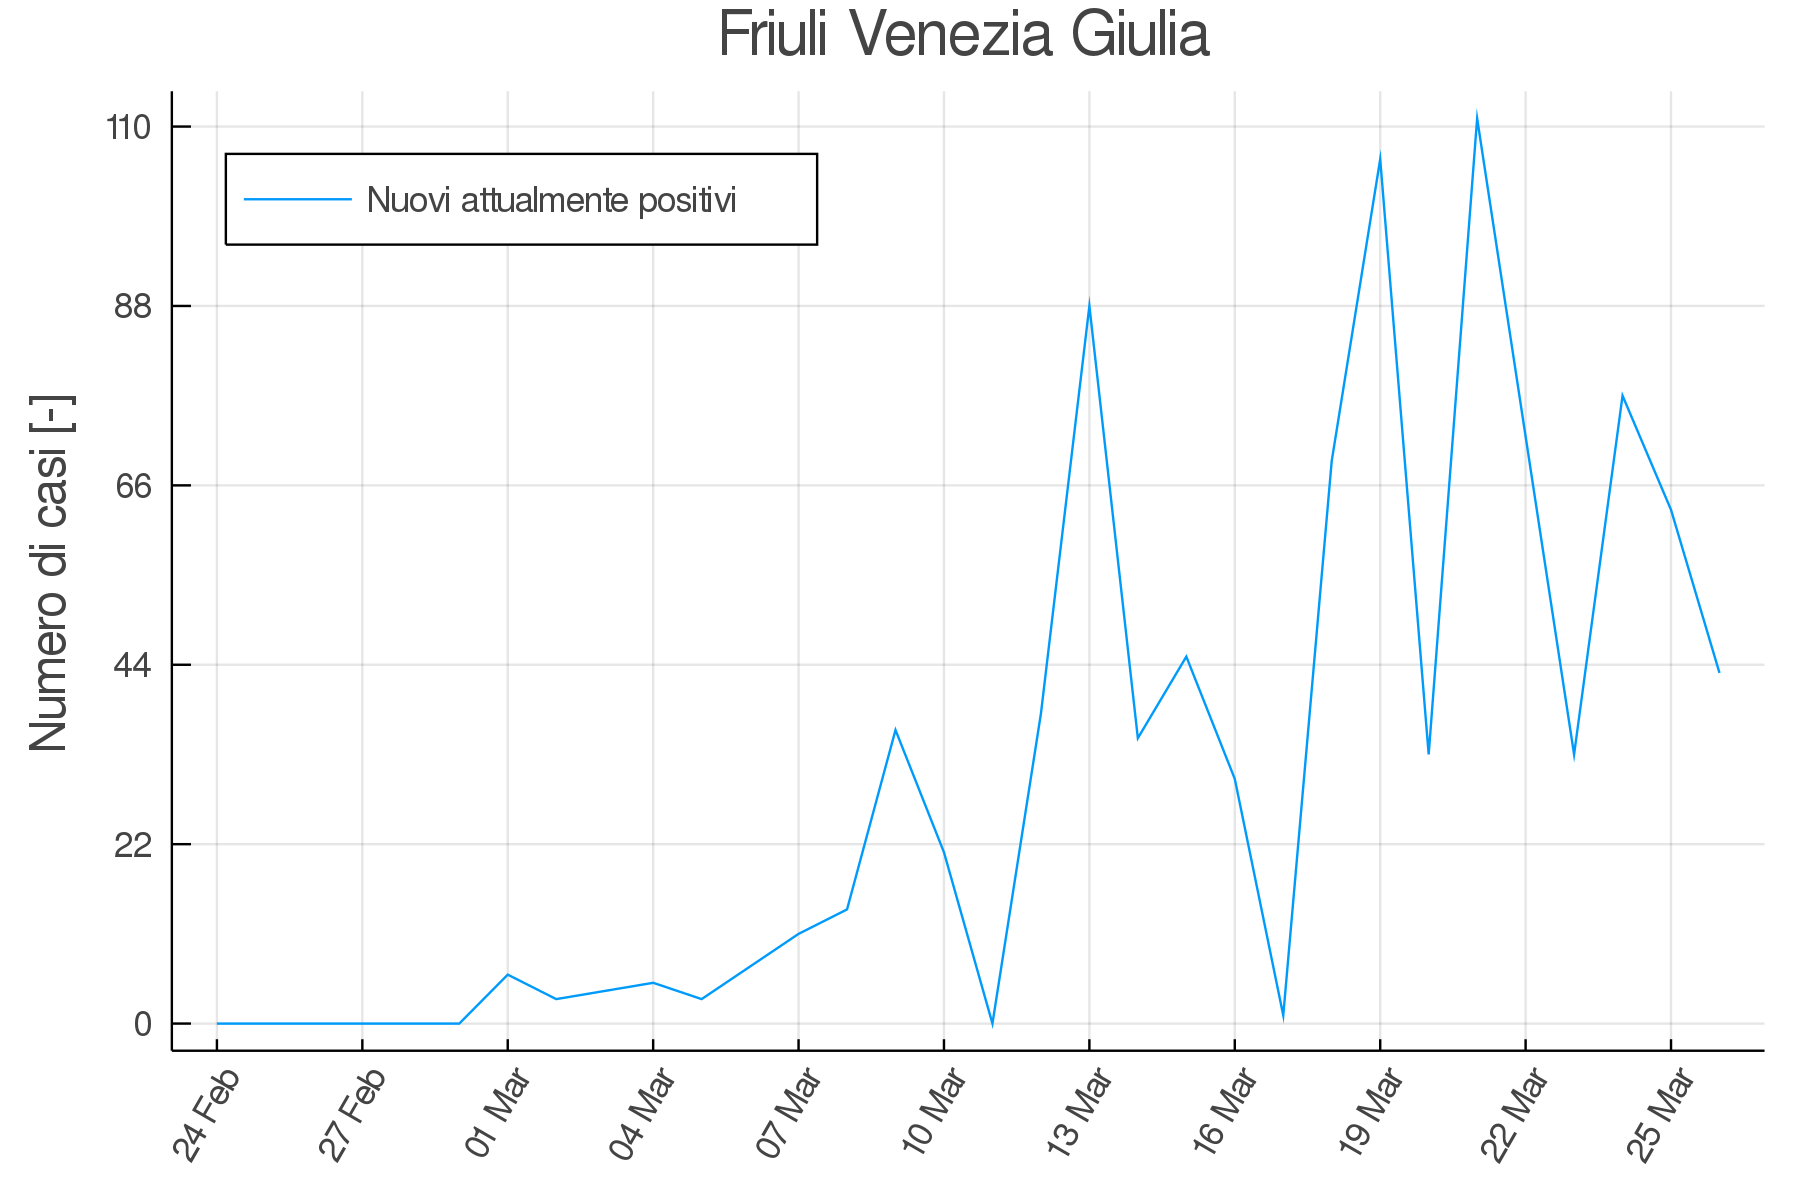 Friuli Venezia Giulia
Nuovi attualmente positivi
Numero di casi [-]
110
88
66
44
22
0
24 Feb
27 Feb
01 Mar
04 Mar
07 Mar
10 Mar
13 Mar
16 Mar
19 Mar
22 Mar
25 Mar